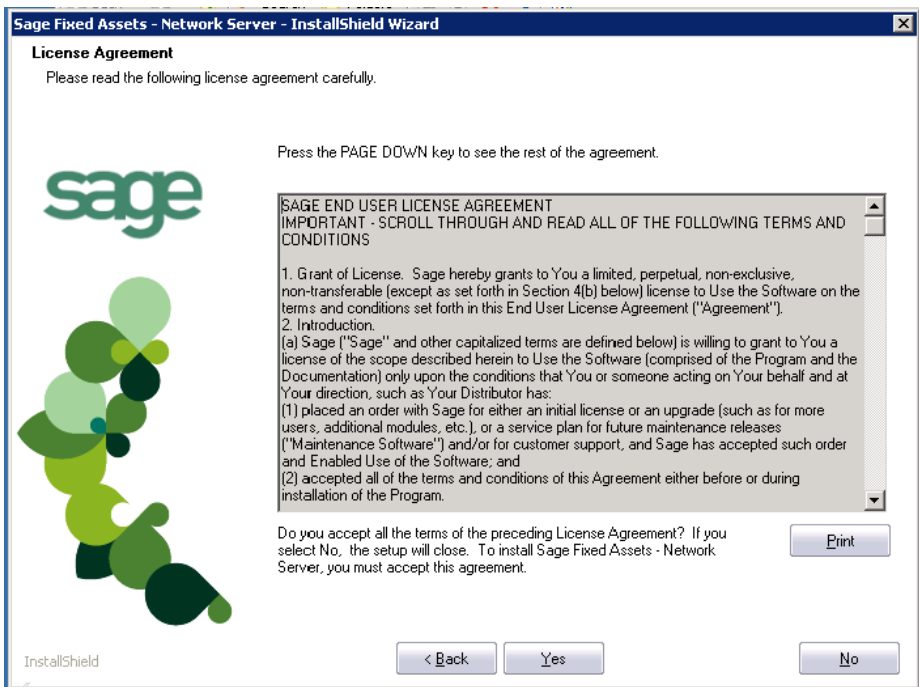 Sage Fixed Assets - Network Server - InstallShield Wizard
License Agreement
Please read the following license agreement carefully.
Press the PAGE DOWN key to see the rest of the agreement.
sage
SAGE END USER LICENSE AGREEMENT
IMPORTANT - SCROLL THROUGH AND READ ALL OF THE FOLLOWING TERMS AND
CONDITIONS
1. Grant of License.  Sage hereby grants to You a limited, perpetual, non-exclusive,
non-transferable (except as set forth in Section 4(b) below) license to Use the Software on the
terms and conditions set forth in this End User License Agreement ("Agreement").
2. Introduction.
(a) Sage ("Sage" and other capitalized terms are defined below) is willing to grant to You a
license of the scope described herein to Use the Software (comprised of the Program and the
Documentation) only upon the conditions that You or someone acting on Your behalf and at
Your direction, such as Your Distributor has:
(1) placed an order with Sage for either an initial license or an upgrade (such as for more
users, additional modules, etc.), or a service plan for future maintenance releases
("Maintenance Software") and/or for customer support, and Sage has accepted such order
and Enabled Use of the Software; and
(2) accepted all of the terms and conditions of this Agreement either before or during
installation of the Program.
Do you accept all the terms of the preceding License Agreement?  If you
select No,  the setup will close.  To install Sage Fixed Assets - Network
Server, you must accept this agreement.
Print
InstallShield
< Back
Yes
No